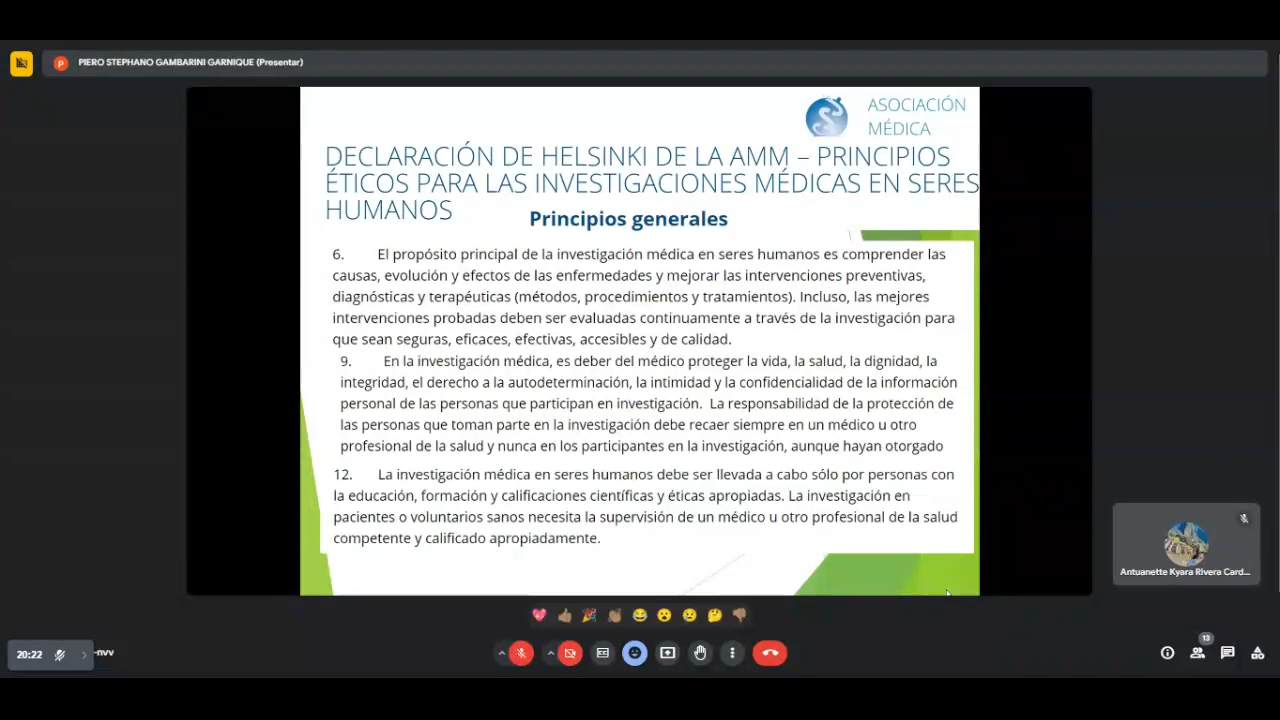 PIERO STEPHANO GAMBARINI GARNIQUE (Presentar)
ASOCIACIÓN
MÉDICA
DECLARACIÓN DE HELSINKI DE LA AMM – PRINCIPIOS
ÉTICOS PARA LAS INVESTIGACIONES MÉDICAS EN SERES
HUMANOS
Principios generales
6. El propósito principal de la investigación médica en seres humanos es comprender las
causas, evolución y efectos de las enfermedades y mejorar las intervenciones preventivas,
diagnósticas y terapéuticas (métodos, procedimientos y tratamientos). Incluso, las mejores
intervenciones probadas deben ser evaluadas continuamente a través de la investigación para
que sean seguras, eficaces, efectivas, accesibles y de calidad.
9. En la investigación médica, es deber del médico proteger la vida, la salud, la dignidad, la
integridad, el derecho a la autodeterminación, la intimidad y la confidencialidad de la información
personal de las personas que participan en investigación. La responsabilidad de la protección de
las personas que toman parte en la investigación debe recaer siempre en un médico u otro
profesional de la salud y nunca en los participantes en la investigación, aunque hayan otorgado
12. La investigación médica en seres humanos debe ser llevada a cabo sólo por personas con
la educación, formación y calificaciones científicas y éticas apropiadas. La investigación en
pacientes o voluntarios sanos necesita la supervisión de un médico u otro profesional de la salud
competente y calificado apropiadamente.
Antuanette Kyara Rivera Card...
20:22
-nvv
13